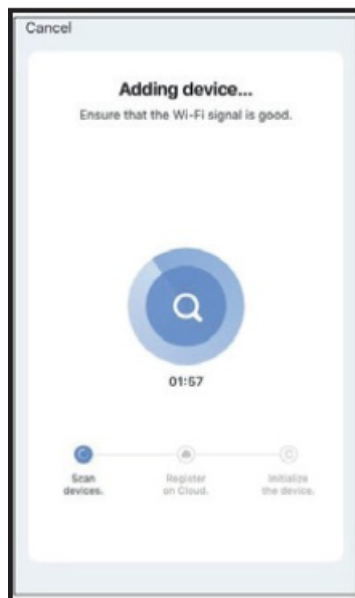 Cancel
Adding device...
Ensure that the Wi-Fi signal is good.
01:57
Scan
devices.
Register
on Cloud.
Initialize
the device.